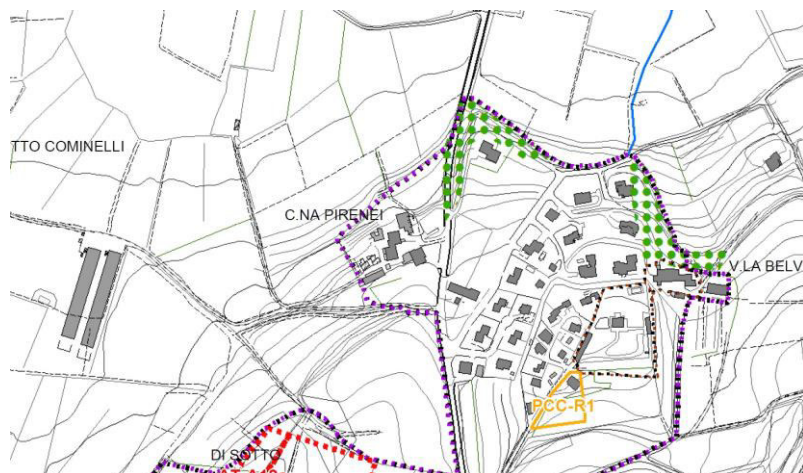 TTO COMINELLI
C.NA PIRENEI
V.LA BELV
PCC-R1
DI SOTTO